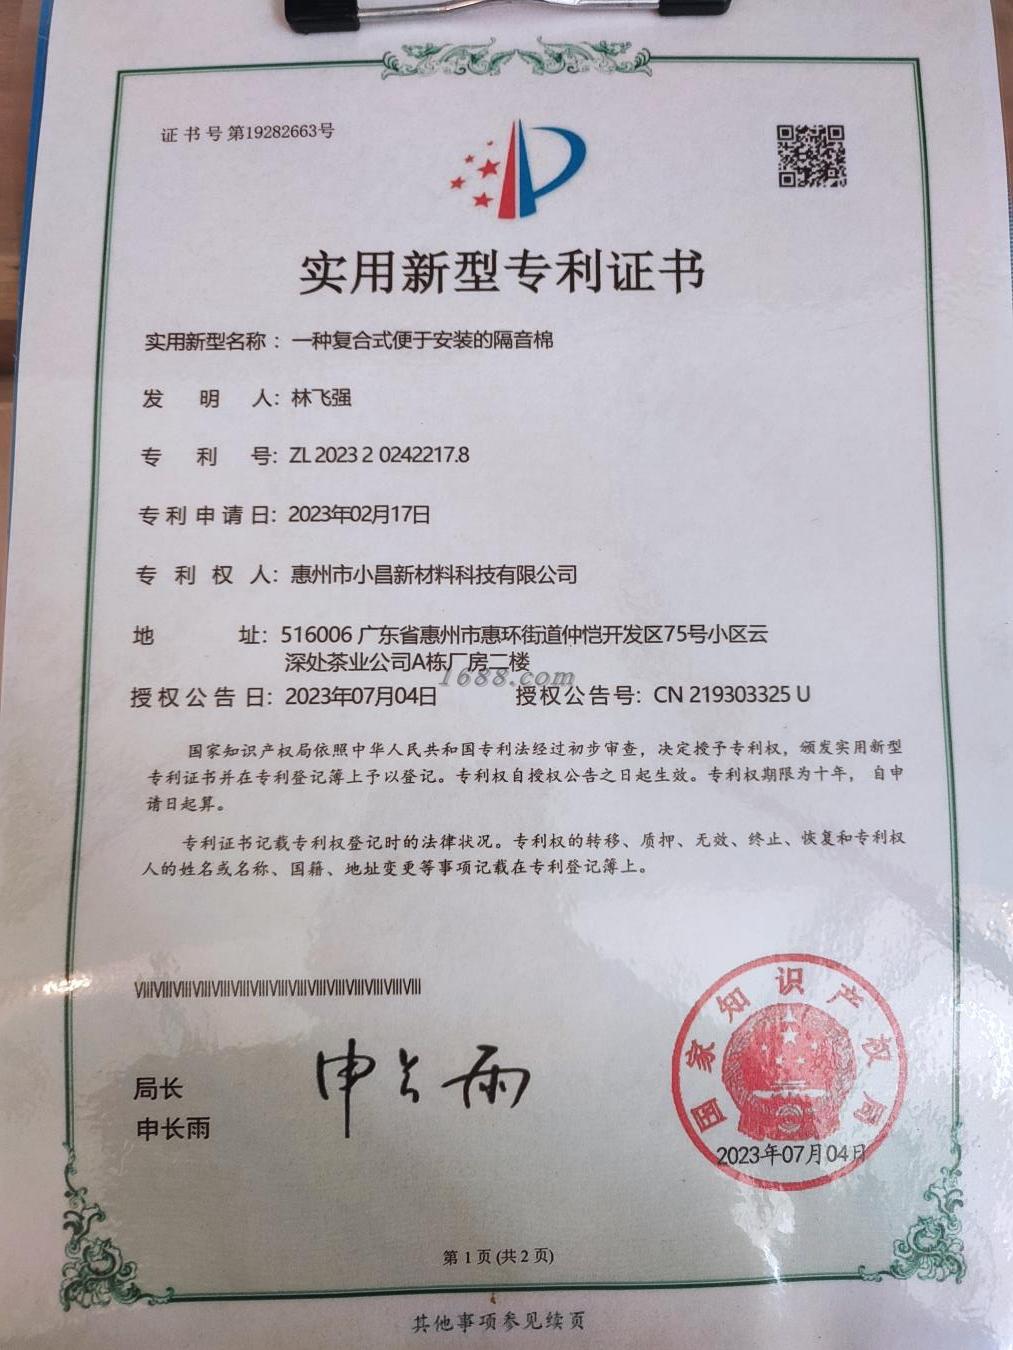 证书号第19282663号
实用新型专利证书
实用新型名称：一种复合式便于安装的隔音棉
发明人：林飞强
专利号：ZL 2023 2 0242217.8
专利申请日：2023年02月17日
专利权人：惠州市小昌新材料科技有限公司
地址：516006 广东省惠州市惠环街道仲恺开发区75号小区云
深处茶业公司A栋厂房二楼
1688.com
授权公告日：2023年07月04日 授权公告号：CN 219303325 U
国家知识产权局依照中华人民共和国专利法经过初步审查，决定授予专利权，颁发实用新型
专利证书并在专利登记簿上予以登记。专利权自授权公告之日起生效。专利权期限为十年，自申
请日起算。
专利证书记载专利权登记时的法律状况。专利权的转移、质押、无效、终止、恢复和专利权
人的姓名或名称、国籍、地址变更等事项记载在专利登记簿上。
局长
申长雨
申长雨
国家知识产权局
2023年07月04日
第 1 页 (共 2 页)
其他事项参见续页